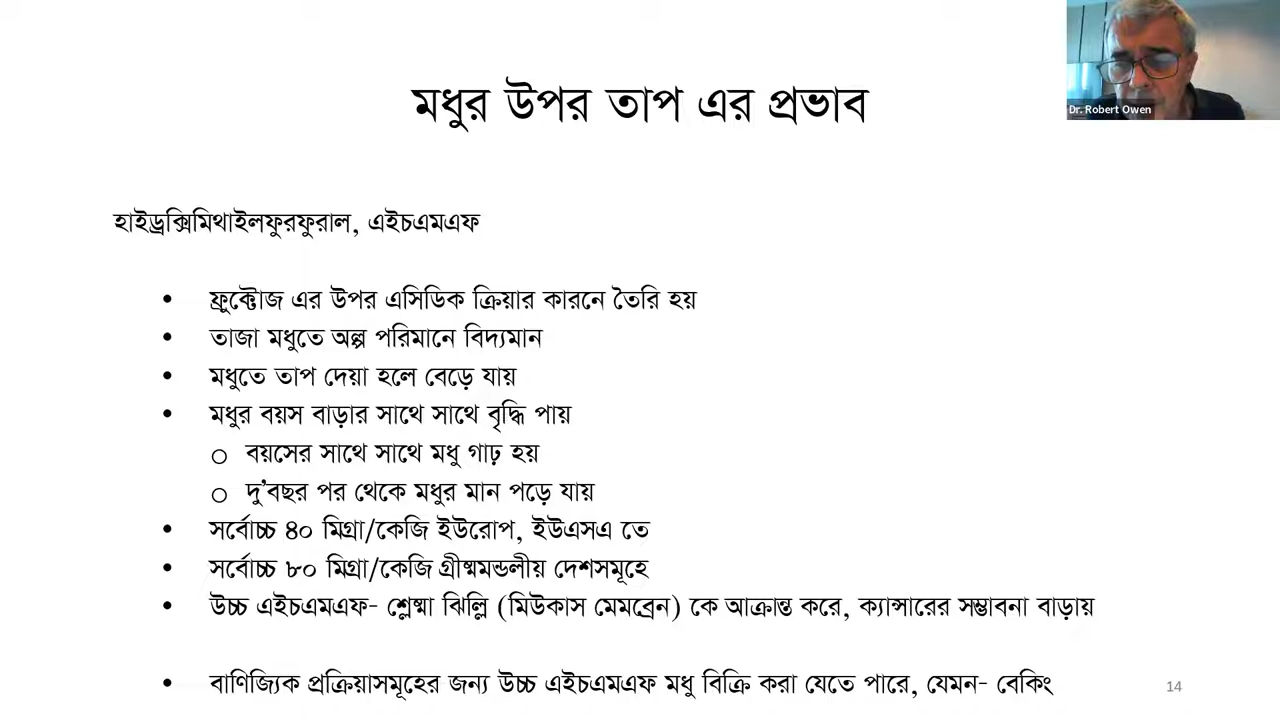 মধুর উপর তাপ এর প্রভাব
Dr. Robert Owen
হাইড্রক্সিমিথাইলফুরফুরাল, এইচএমএফ
• ফ্রুক্টোজ এর উপর এসিডিক ক্রিয়ার কারনে তৈরি হয়
• তাজা মধুতে অল্প পরিমানে বিদ্যমান
• মধুতে তাপ দেয়া হলে বেড়ে যায়
• মধুর বয়স বাড়ার সাথে সাথে বৃদ্ধি পায়
o বয়সের সাথে সাথে মধু গাঢ় হয়
o দু’বছর পর থেকে মধুর মান পড়ে যায়
• সর্বোচ্চ ৪০ মিগ্রা/কেজি ইউরোপ, ইউএসএ তে
• সর্বোচ্চ ৮০ মিগ্রা/কেজি গ্রীষ্মমন্ডলীয় দেশসমূহে
• উচ্চ এইচএমএফ- শ্লেষ্মা ঝিল্লি (মিউকাস মেমব্রেন) কে আক্রান্ত করে, ক্যান্সারের সম্ভাবনা বাড়ায়
• বাণিজ্যিক প্রক্রিয়াসমূহের জন্য উচ্চ এইচএমএফ মধু বিক্রি করা যেতে পারে, যেমন- বেকিং
14